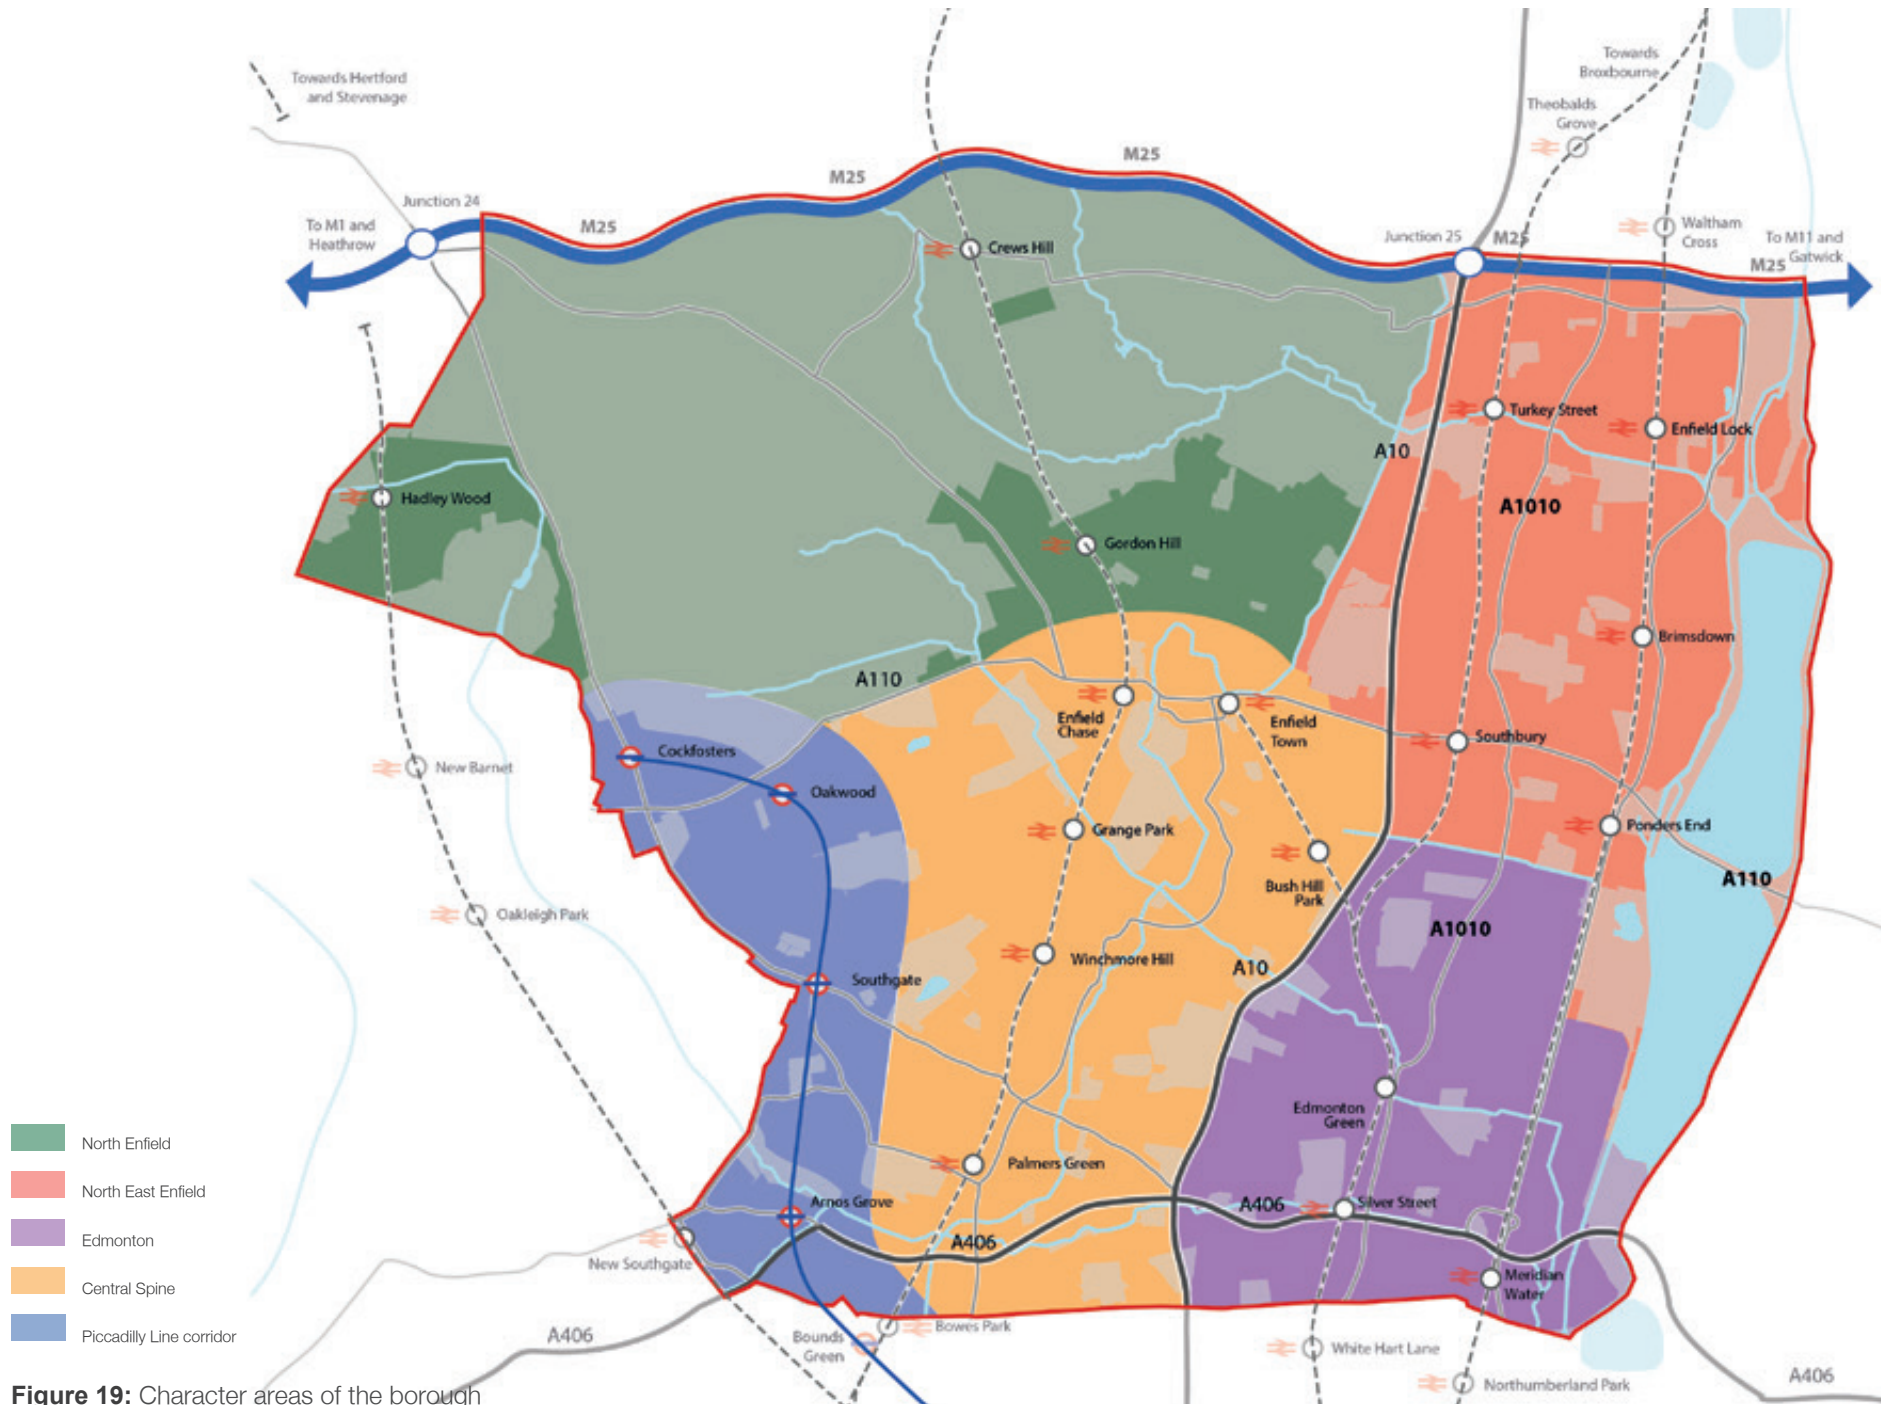 Towards Hertford
and Stevenage
Towards
Broxbourne
Theobalds
Grove
M25
M25
Junction 24
To M1 and
Heathrow
M25
Crews Hill
Junction 25
M25
Waltham
Cross
To M11 and
Gatwick
M25
Turkey Street
Enfield Lock
A10
Hadley Wood
A1010
Gordon Hill
Brimsdown
A110
Enfield
Chase
Enfield
Town
Southbury
Cockfosters
New Barnet
Oakwood
Grange Park
Ponders End
Bush Hill
Park
A110
Oakleigh Park
A1010
Winchmore Hill
A10
Southgate
Edmonton
Green
Palmers Green
Arnos Grove
A406
Silver Street
A406
New Southgate
Meridian
Water
Bounds
Green
Bowes Park
A406
White Hart Lane
Northumberland Park
A406
North Enfield
North East Enfield
Edmonton
Central Spine
Piccadilly Line corridor
Figure 19: Character areas of the borough